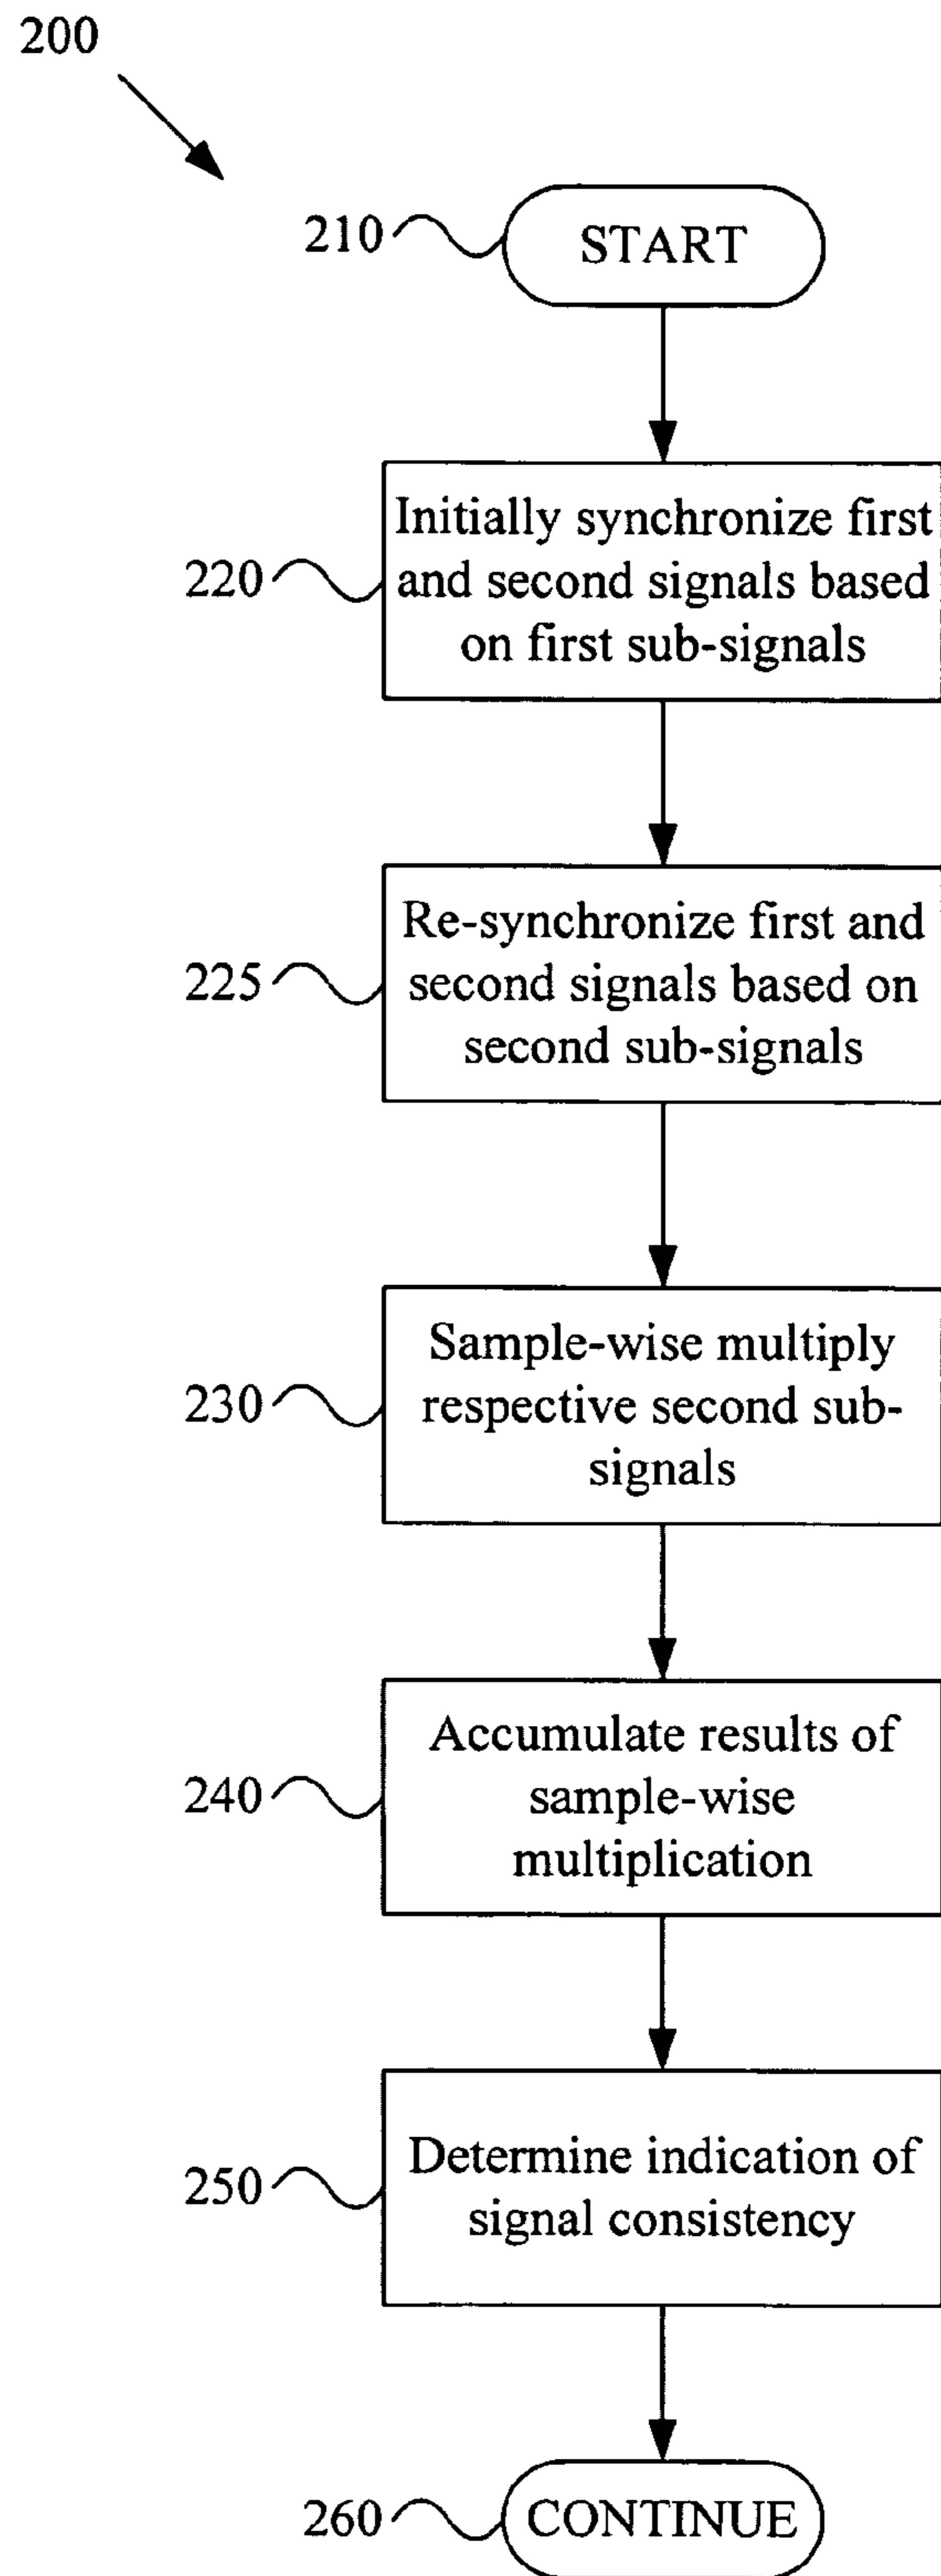 200
210
START
220
Initially synchronize first
and second signals based
on first sub-signals
225
Re-synchronize first and
second signals based on
second sub-signals
230
Sample-wise multiply
respective second sub-
signals
240
Accumulate results of
sample-wise
multiplication
250
Determine indication of
signal consistency
260
CONTINUE